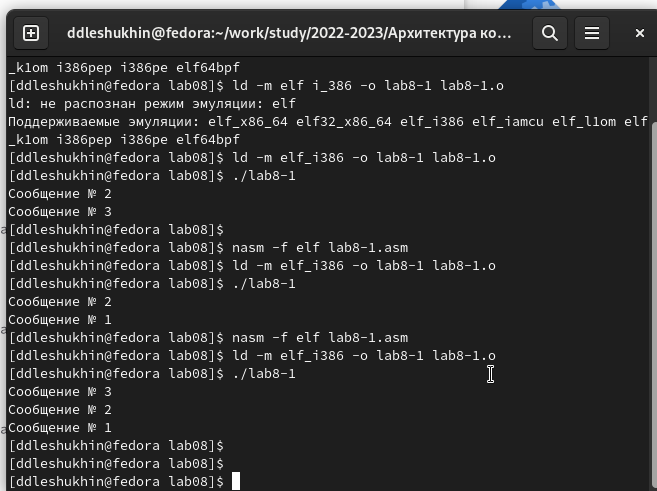 ddleshukhin@fedora:~/work/study/2022-2023/Архитектура ко...
_k1om i386pep i386pe elf64bpf
[ddleshukhin@fedora lab08]$ ld -m elf i_386 -o lab8-1 lab8-1.o
ld: не распознан режим эмуляции: elf
Поддерживаемые эмуляции: elf_x86_64 elf32_x86_64 elf_i386 elf_iamcu elf_l1om elf
_k1om i386pep i386pe elf64bpf
[ddleshukhin@fedora lab08]$ ld -m elf_i386 -o lab8-1 lab8-1.o
[ddleshukhin@fedora lab08]$ ./lab8-1
Сообщение № 2
Сообщение № 3
[ddleshukhin@fedora lab08]$
[ddleshukhin@fedora lab08]$ nasm -f elf lab8-1.asm
[ddleshukhin@fedora lab08]$ ld -m elf_i386 -o lab8-1 lab8-1.o
[ddleshukhin@fedora lab08]$ ./lab8-1
Сообщение № 2
Сообщение № 1
[ddleshukhin@fedora lab08]$ nasm -f elf lab8-1.asm
[ddleshukhin@fedora lab08]$ ld -m elf_i386 -o lab8-1 lab8-1.o
[ddleshukhin@fedora lab08]$ ./lab8-1
Сообщение № 3
Сообщение № 2
Сообщение № 1
[ddleshukhin@fedora lab08]$
[ddleshukhin@fedora lab08]$
[ddleshukhin@fedora lab08]$